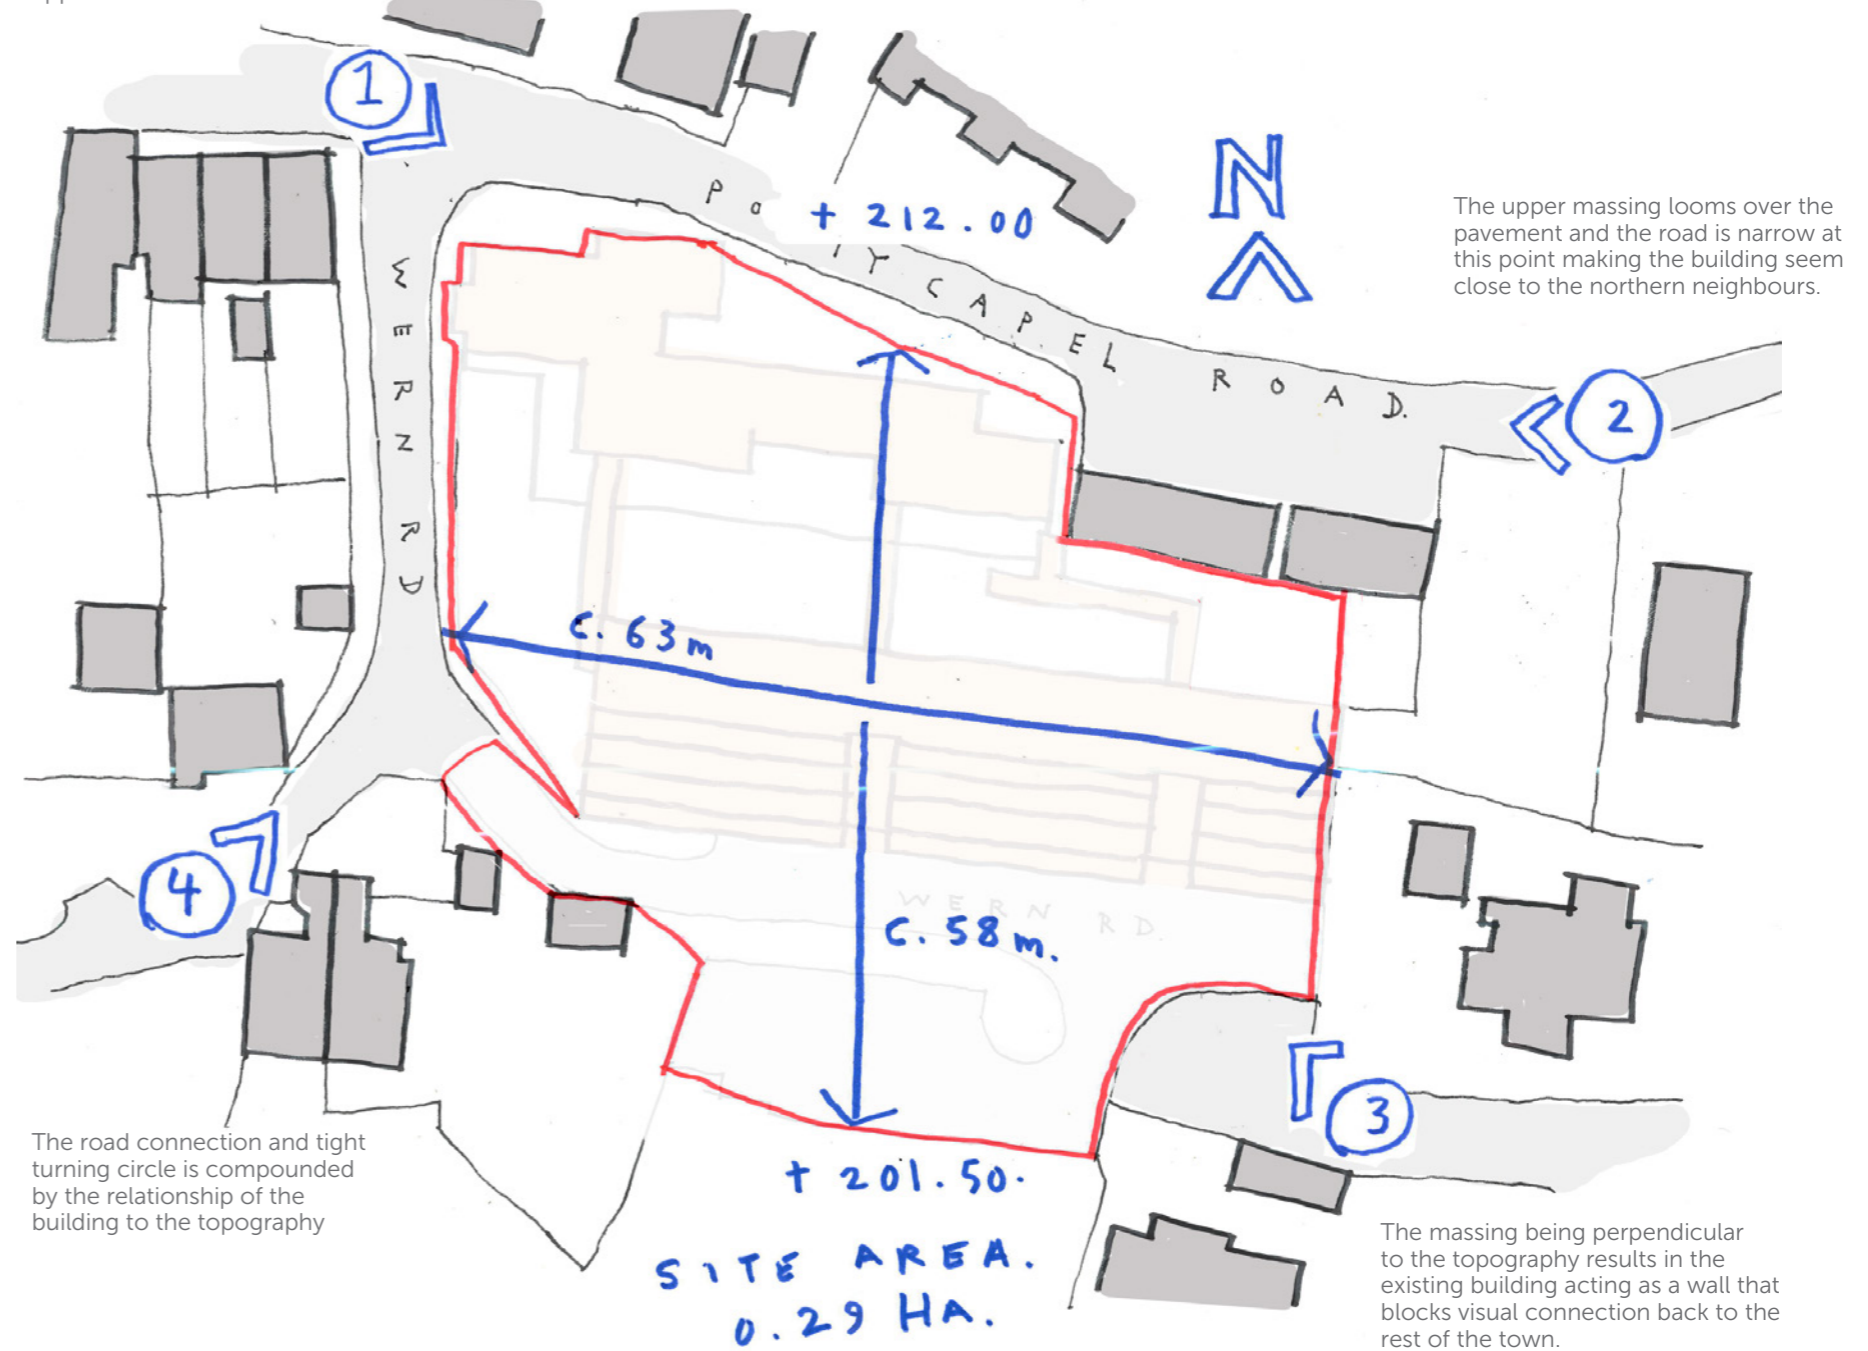 1
N
The upper massing looms over the
pavement and the road is narrow at
this point making the building seem
close to the northern neighbours.
+ 212.00
CAPEL ROAD.
WERN RD
2
c. 63 m
4
WERN RD.
c. 58 m.
3
The road connection and tight
turning circle is compounded
by the relationship of the
building to the topography
+ 201.50.
SITE AREA.
0.29 HA.
The massing being perpendicular
to the topography results in the
existing building acting as a wall that
blocks visual connection back to the
rest of the town.